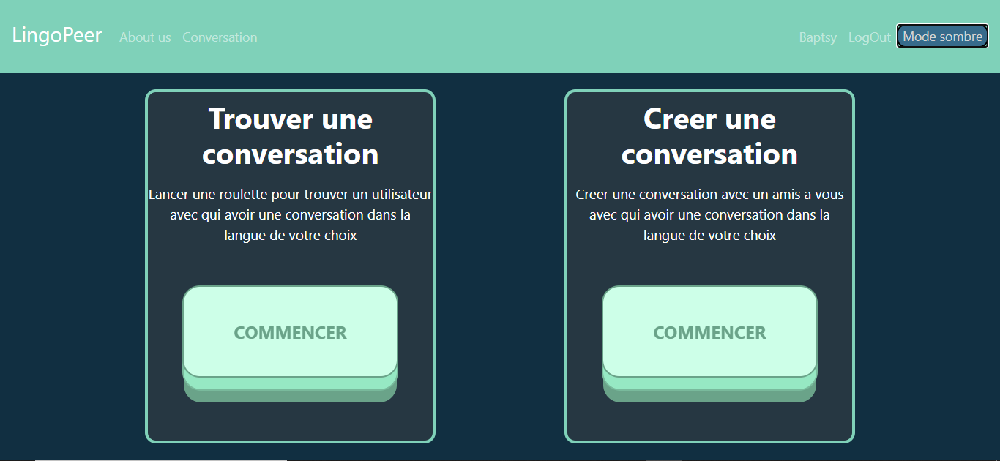 LingoPeer About us Conversation Baptsy LogOut Mode sombre
Trouver une
conversation
Lancer une roulette pour trouver un utilisateur
avec qui avoir une conversation dans la
langue de votre choix
COMMENCER
Creer une
conversation
Creer une conversation avec un amis a vous
avec qui avoir une conversation dans la
langue de votre choix
COMMENCER